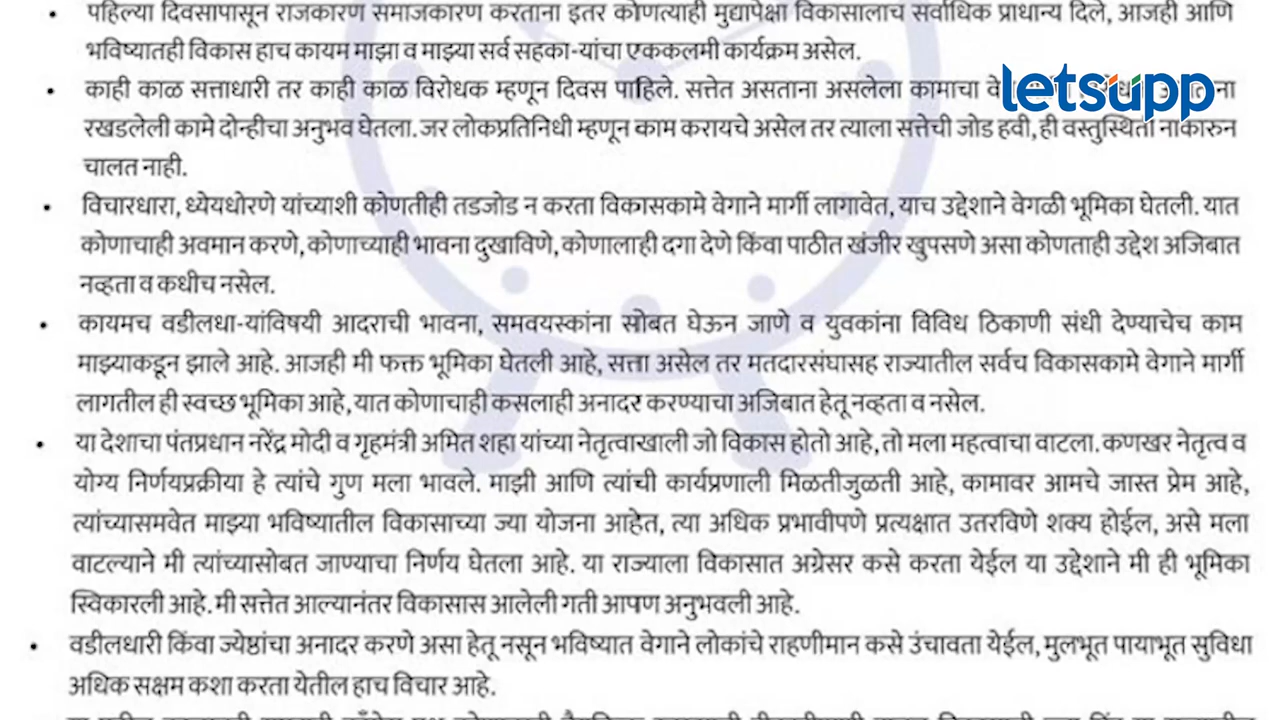 • पहिल्या दिवसापासून राजकारण समाजकारण करताना इतर कोणत्याही मुद्यापेक्षा विकासालाच सर्वाधिक प्राधान्य दिले, आजही आणि
भविष्यातही विकास हाच कायम माझा व माझ्या सर्व सहका-यांचा एककलमी कार्यक्रम असेल.
letsupp
• काही काळ सत्ताधारी तर काही काळ विरोधक म्हणून दिवस पाहिले. सत्तेत असताना असलेला कामाचा
रखडलेली कामे दोन्हीचा अनुभव घेतला. जर लोकप्रतिनिधी म्हणून काम करायचे असेल तर त्याला सत्तेची जोड हवी, ही वस्तुस्थिती नाकारुन
चालत नाही.
• विचारधारा, ध्येयधोरणे यांच्याशी कोणतीही तडजोड न करता विकासकामे वेगाने मार्गी लागावेत, याच उद्देशाने वेगळी भूमिका घेतली. यात
कोणाचाही अवमान करणे, कोणाच्याही भावना दुखाविणे, कोणालाही दगा देणे किंवा पाठीत खंजीर खुपसणे असा कोणताही उद्देश अजिबात
नव्हता व कधीच नसेल.
• कायमच वडीलधा-यांविषयी आदराची भावना, समवयस्कांना सोबत घेऊन जाणे व युवकांना विविध ठिकाणी संधी देण्याचेच काम
माझ्याकडून झाले आहे. आजही मी फक्त भूमिका घेतली आहे, सत्ता असेल तर मतदारसंघासह राज्यातील सर्वच विकासकामे वेगाने मार्गी
लागतील ही स्वच्छ भूमिका आहे, यात कोणाचाही कसलाही अनादर करण्याचा अजिबात हेतू नव्हता व नसेल.
• या देशाचा पंतप्रधान नरेंद्र मोदी व गृहमंत्री अमित शहा यांच्या नेतृत्वाखाली जो विकास होतो आहे, तो मला महत्वाचा वाटला. कणखर नेतृत्व व
योग्य निर्णयप्रक्रीया हे त्यांचे गुण मला भावले. माझी आणि त्यांची कार्यप्रणाली मिळतीजुळती आहे, कामावर आमचे जास्त प्रेम आहे,
त्यांच्यासमवेत माझ्या भविष्यातील विकासाच्या ज्या योजना आहेत, त्या अधिक प्रभावीपणे प्रत्यक्षात उतरविणे शक्य होईल, असे मला
वाटल्याने मी त्यांच्यासोबत जाण्याचा निर्णय घेतला आहे. या राज्याला विकासात अग्रेसर कसे करता येईल या उद्देशाने मी ही भूमिका
स्विकारली आहे. मी सत्तेत आल्यानंतर विकासास आलेली गती आपण अनुभवली आहे.
• वडीलधारी किंवा ज्येष्ठांचा अनादर करणे असा हेतू नसून भविष्यात वेगाने लोकांचे राहणीमान कसे उंचावता येईल, मुलभूत पायाभूत सुविधा
अधिक सक्षम कशा करता येतील हाच विचार आहे.